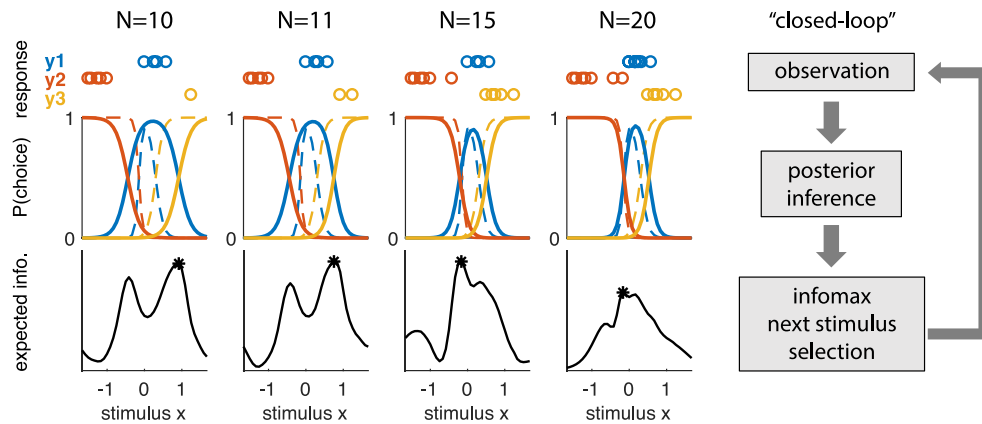 N=10 N=11 N=15 N=20 “closed-loop”
response
y1
y2
y3
observation
P(choice)
1 1 1 1
0 0 0 0
posterior
inference
expected info.
infomax
next stimulus
selection
-1 0 1 -1 0 1 -1 0 1 -1 0 1
stimulus x stimulus x stimulus x stimulus x